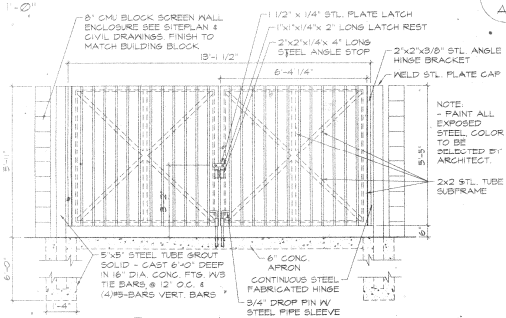 1'-0"
A
8" CMU BLOCK SCREEN WALL
ENCLOSURE SEE SITEPLAN &
CIVIL DRAWINGS. FINISH TO
MATCH BUILDING BLOCK
13'-1 1/2"
1 1/2" x 1/4" STL. PLATE LATCH
1"x1"x1/4"x 2" LONG LATCH REST
2"x2"x1/4"x 4" LONG
STEEL ANGLE STOP
6'-4 1/4"
2"x2"x3/8" STL. ANGLE
HINGE BRACKET
WELD STL. PLATE CAP
NOTE:
- PAINT ALL
EXPOSED
STEEL, COLOR
TO BE
SELECTED BY
ARCHITECT.
2x2 STL. TUBE
SUBFRAME
5'-11"
5'-5"
3'-2"
6"
6'-0"
1'-4"
5"x5" STEEL TUBE GROUT
SOLID - CAST 6'-0" DEEP
IN 16" DIA. CONC. FTG. W/3
TIE BARS @ 12" O.C. &
(4)#5-BARS VERT. BARS
6" CONC.
APRON
CONTINUOUS STEEL
FABRICATED HINGE
3/4" DROP PIN W/
STEEL PIPE SLEEVE